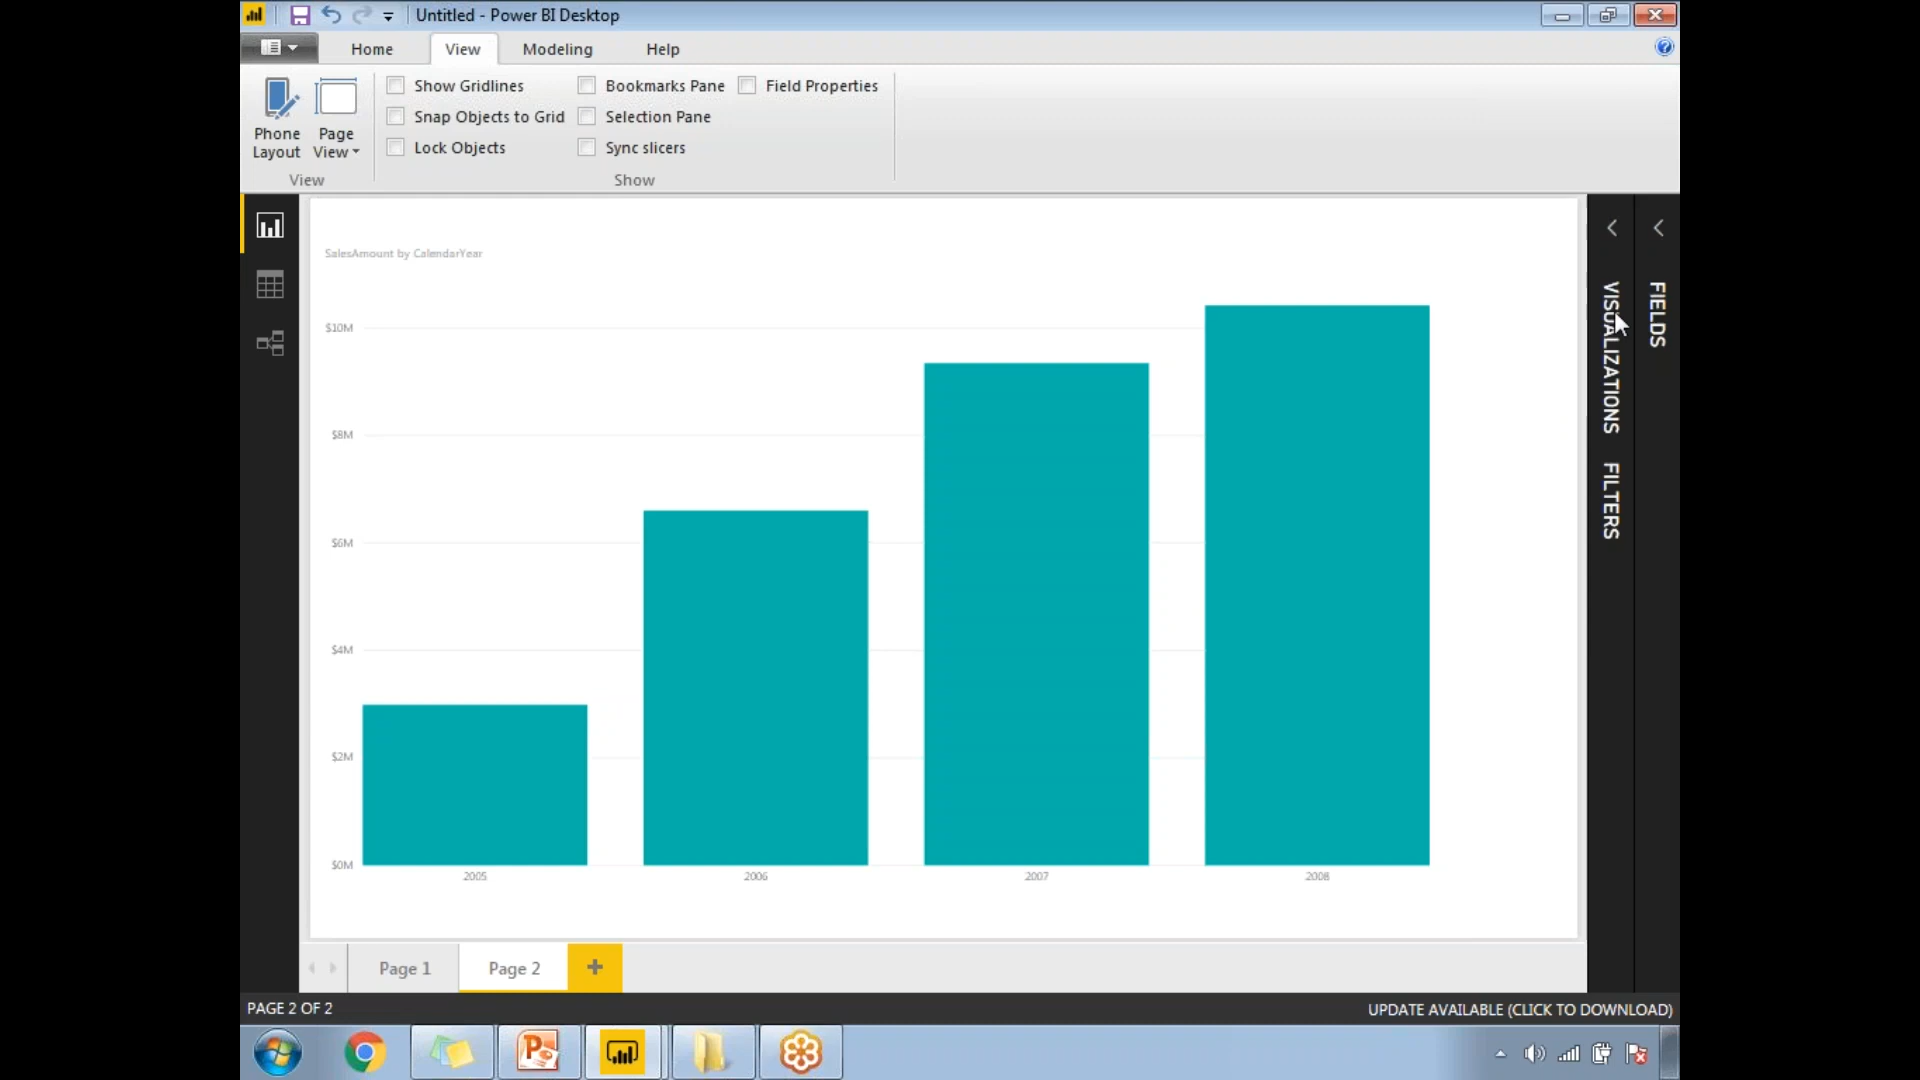 Untitled - Power BI Desktop
Home View Modeling Help
Show Gridlines Bookmarks Pane Field Properties
Snap Objects to Grid Selection Pane
Lock Objects Sync slicers
Phone Layout
Page View
View Show
SalesAmount by CalendarYear
$10M
$8M
$6M
$4M
$2M
$0M
2005 2006 2007 2008
VISUALIZATIONS
FILTERS
FIELDS
Page 1 Page 2
PAGE 2 OF 2
UPDATE AVAILABLE (CLICK TO DOWNLOAD)